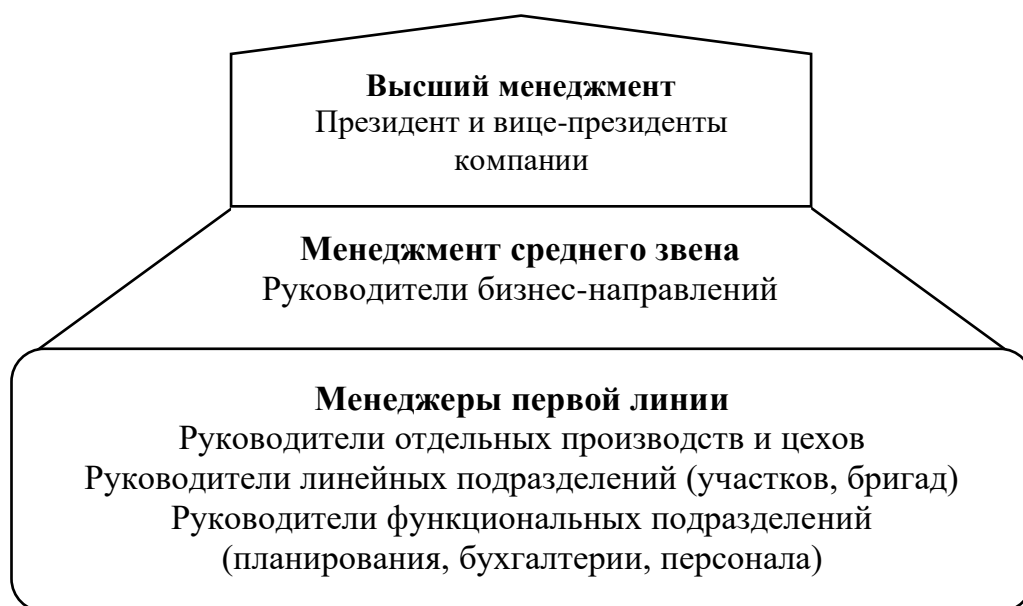 Высший менеджмент
Президент и вице-президенты
компании
Менеджмент среднего звена
Руководители бизнес-направлений
Менеджеры первой линии
Руководители отдельных производств и цехов
Руководители линейных подразделений (участков, бригад)
Руководители функциональных подразделений
(планирования, бухгалтерии, персонала)